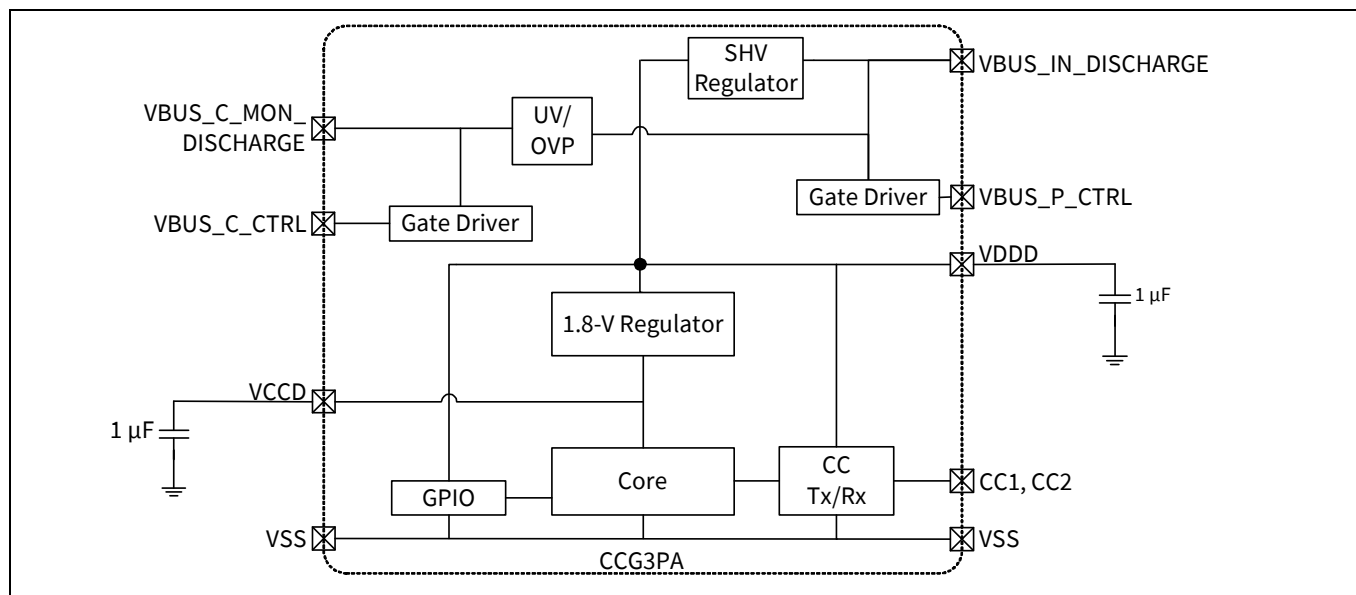 SHV
Regulator
VBUS_IN_DISCHARGE
VBUS_C_MON_
DISCHARGE
UV/
OVP
Gate Driver
VBUS_P_CTRL
VBUS_C_CTRL
Gate Driver
VDDD
1 µF
1.8-V Regulator
VCCD
1 µF
CC
Tx/Rx
Core
GPIO
CC1, CC2
VSS
VSS
CCG3PA